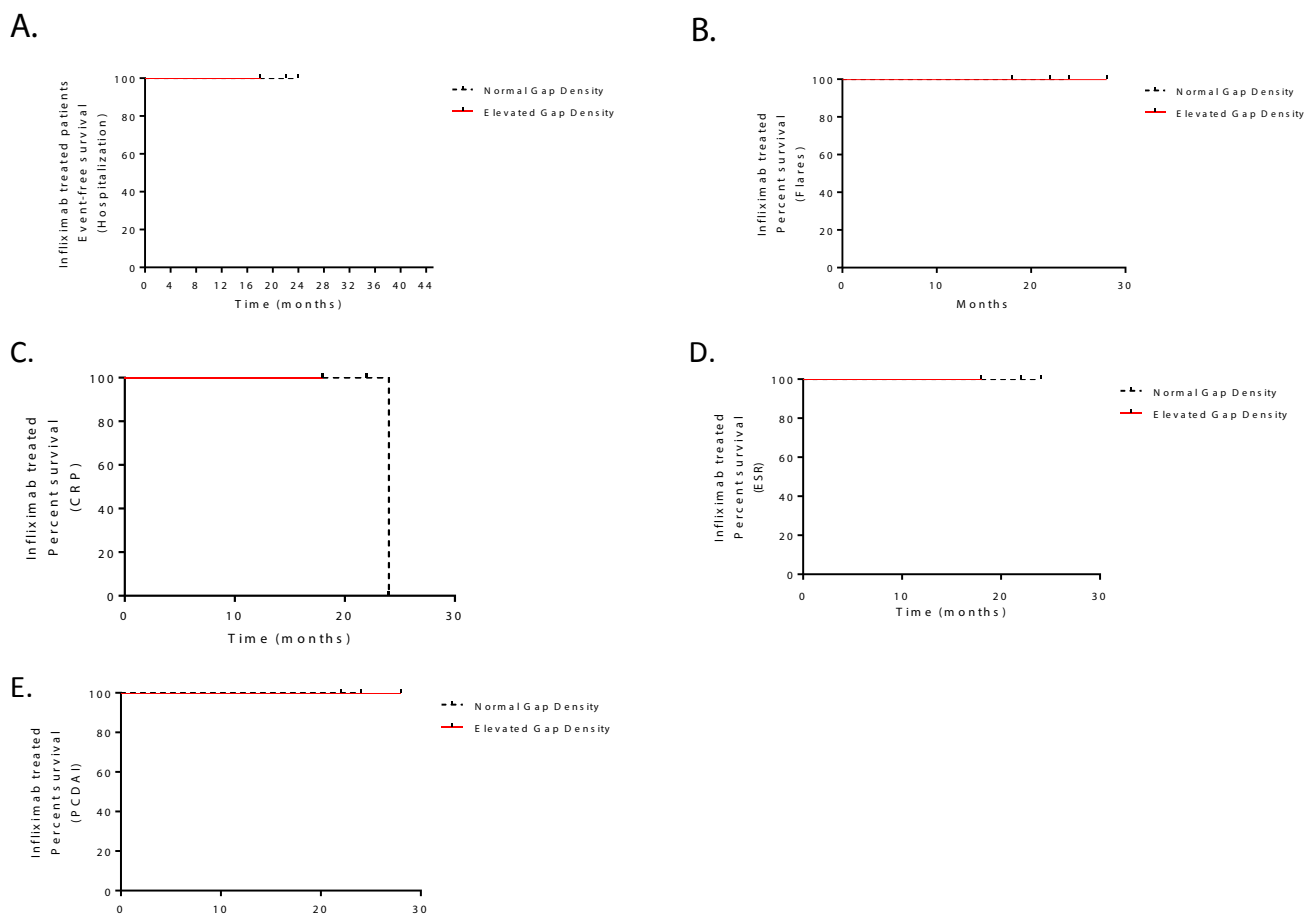 A.
Infliximab treated patients
Event-free survival
(Hospitalization)
100
80
60
40
20
0
0 4 8 12 16 20 24 28 32 36 40 44
Time (months)
Normal Gap Density
Elevated Gap Density
B.
Infliximab treated
Percent survival
(Flares)
100
80
60
40
20
0
0 10 20 30
Months
Normal Gap Density
Elevated Gap Density
C.
Infliximab treated
Percent survival
(CRP)
100
80
60
40
20
0
0 10 20 30
Time (months)
D.
Infliximab treated
Percent survival
(ESR)
100
80
60
40
20
0
0 10 20 30
Time (months)
Normal Gap Density
Elevated Gap Density
E.
Infliximab treated
Percent survival
(PCDAI)
100
80
60
40
20
0
0 10 20 30
Normal Gap Density
Elevated Gap Density